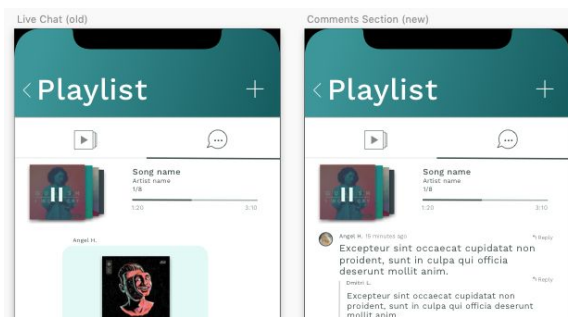 Live Chat (old)
Playlist
Song name
Artist name
1/8
1:20
3:10
Angel H.
Comments Section (new)
Playlist
Song name
Artist name
1/8
1:20
3:10
Angel H. 15 minutes ago
Reply
Excepteur sint occaecat cupidatat non
proident, sunt in culpa qui officia
deserunt mollit anim.
Dmitri L.
Reply
Excepteur sint occaecat cupidatat non
proident, sunt in culpa qui officia
mollit anim